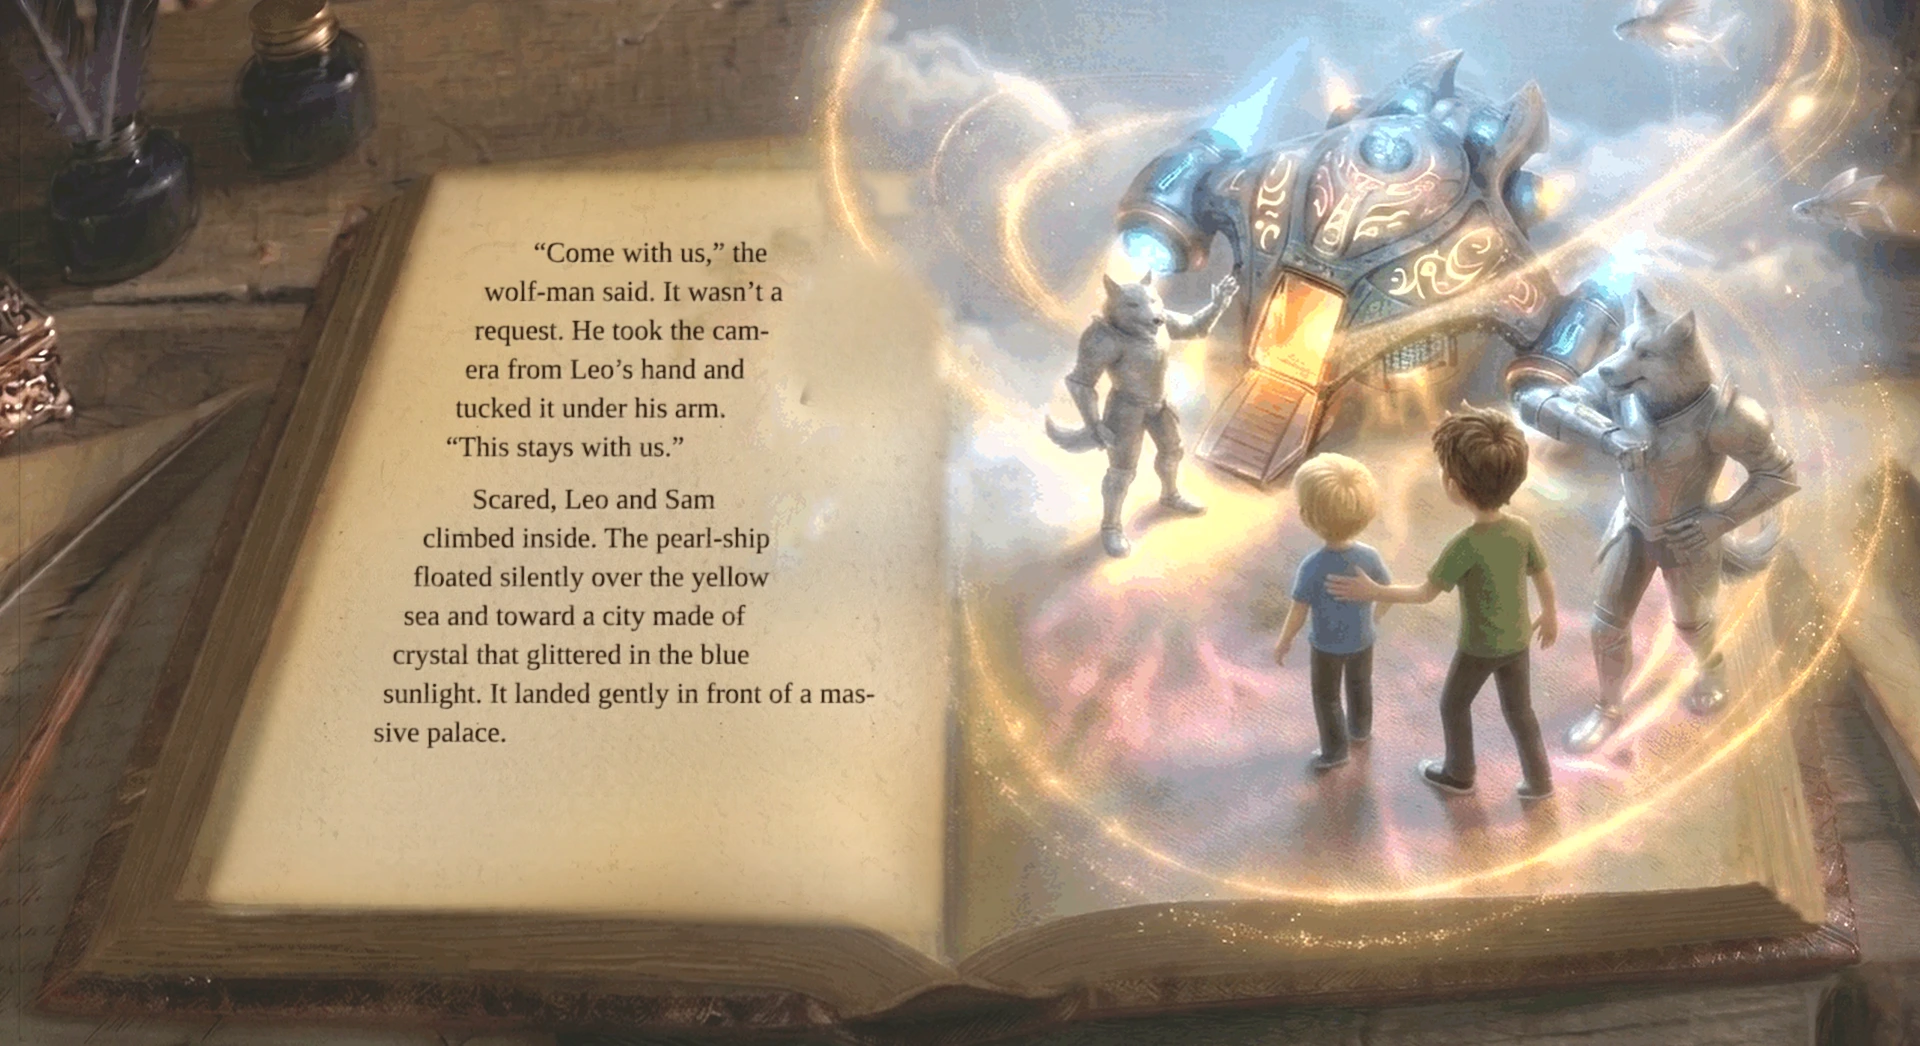 “Come with us,” the
wolf-man said. It wasn’t a
request. He took the cam-
era from Leo’s hand and
tucked it under his arm.
“This stays with us.”
Scared, Leo and Sam
climbed inside. The pearl-ship
floated silently over the yellow
sea and toward a city made of
crystal that glittered in the blue
sunlight. It landed gently in front of a mas-
sive palace.